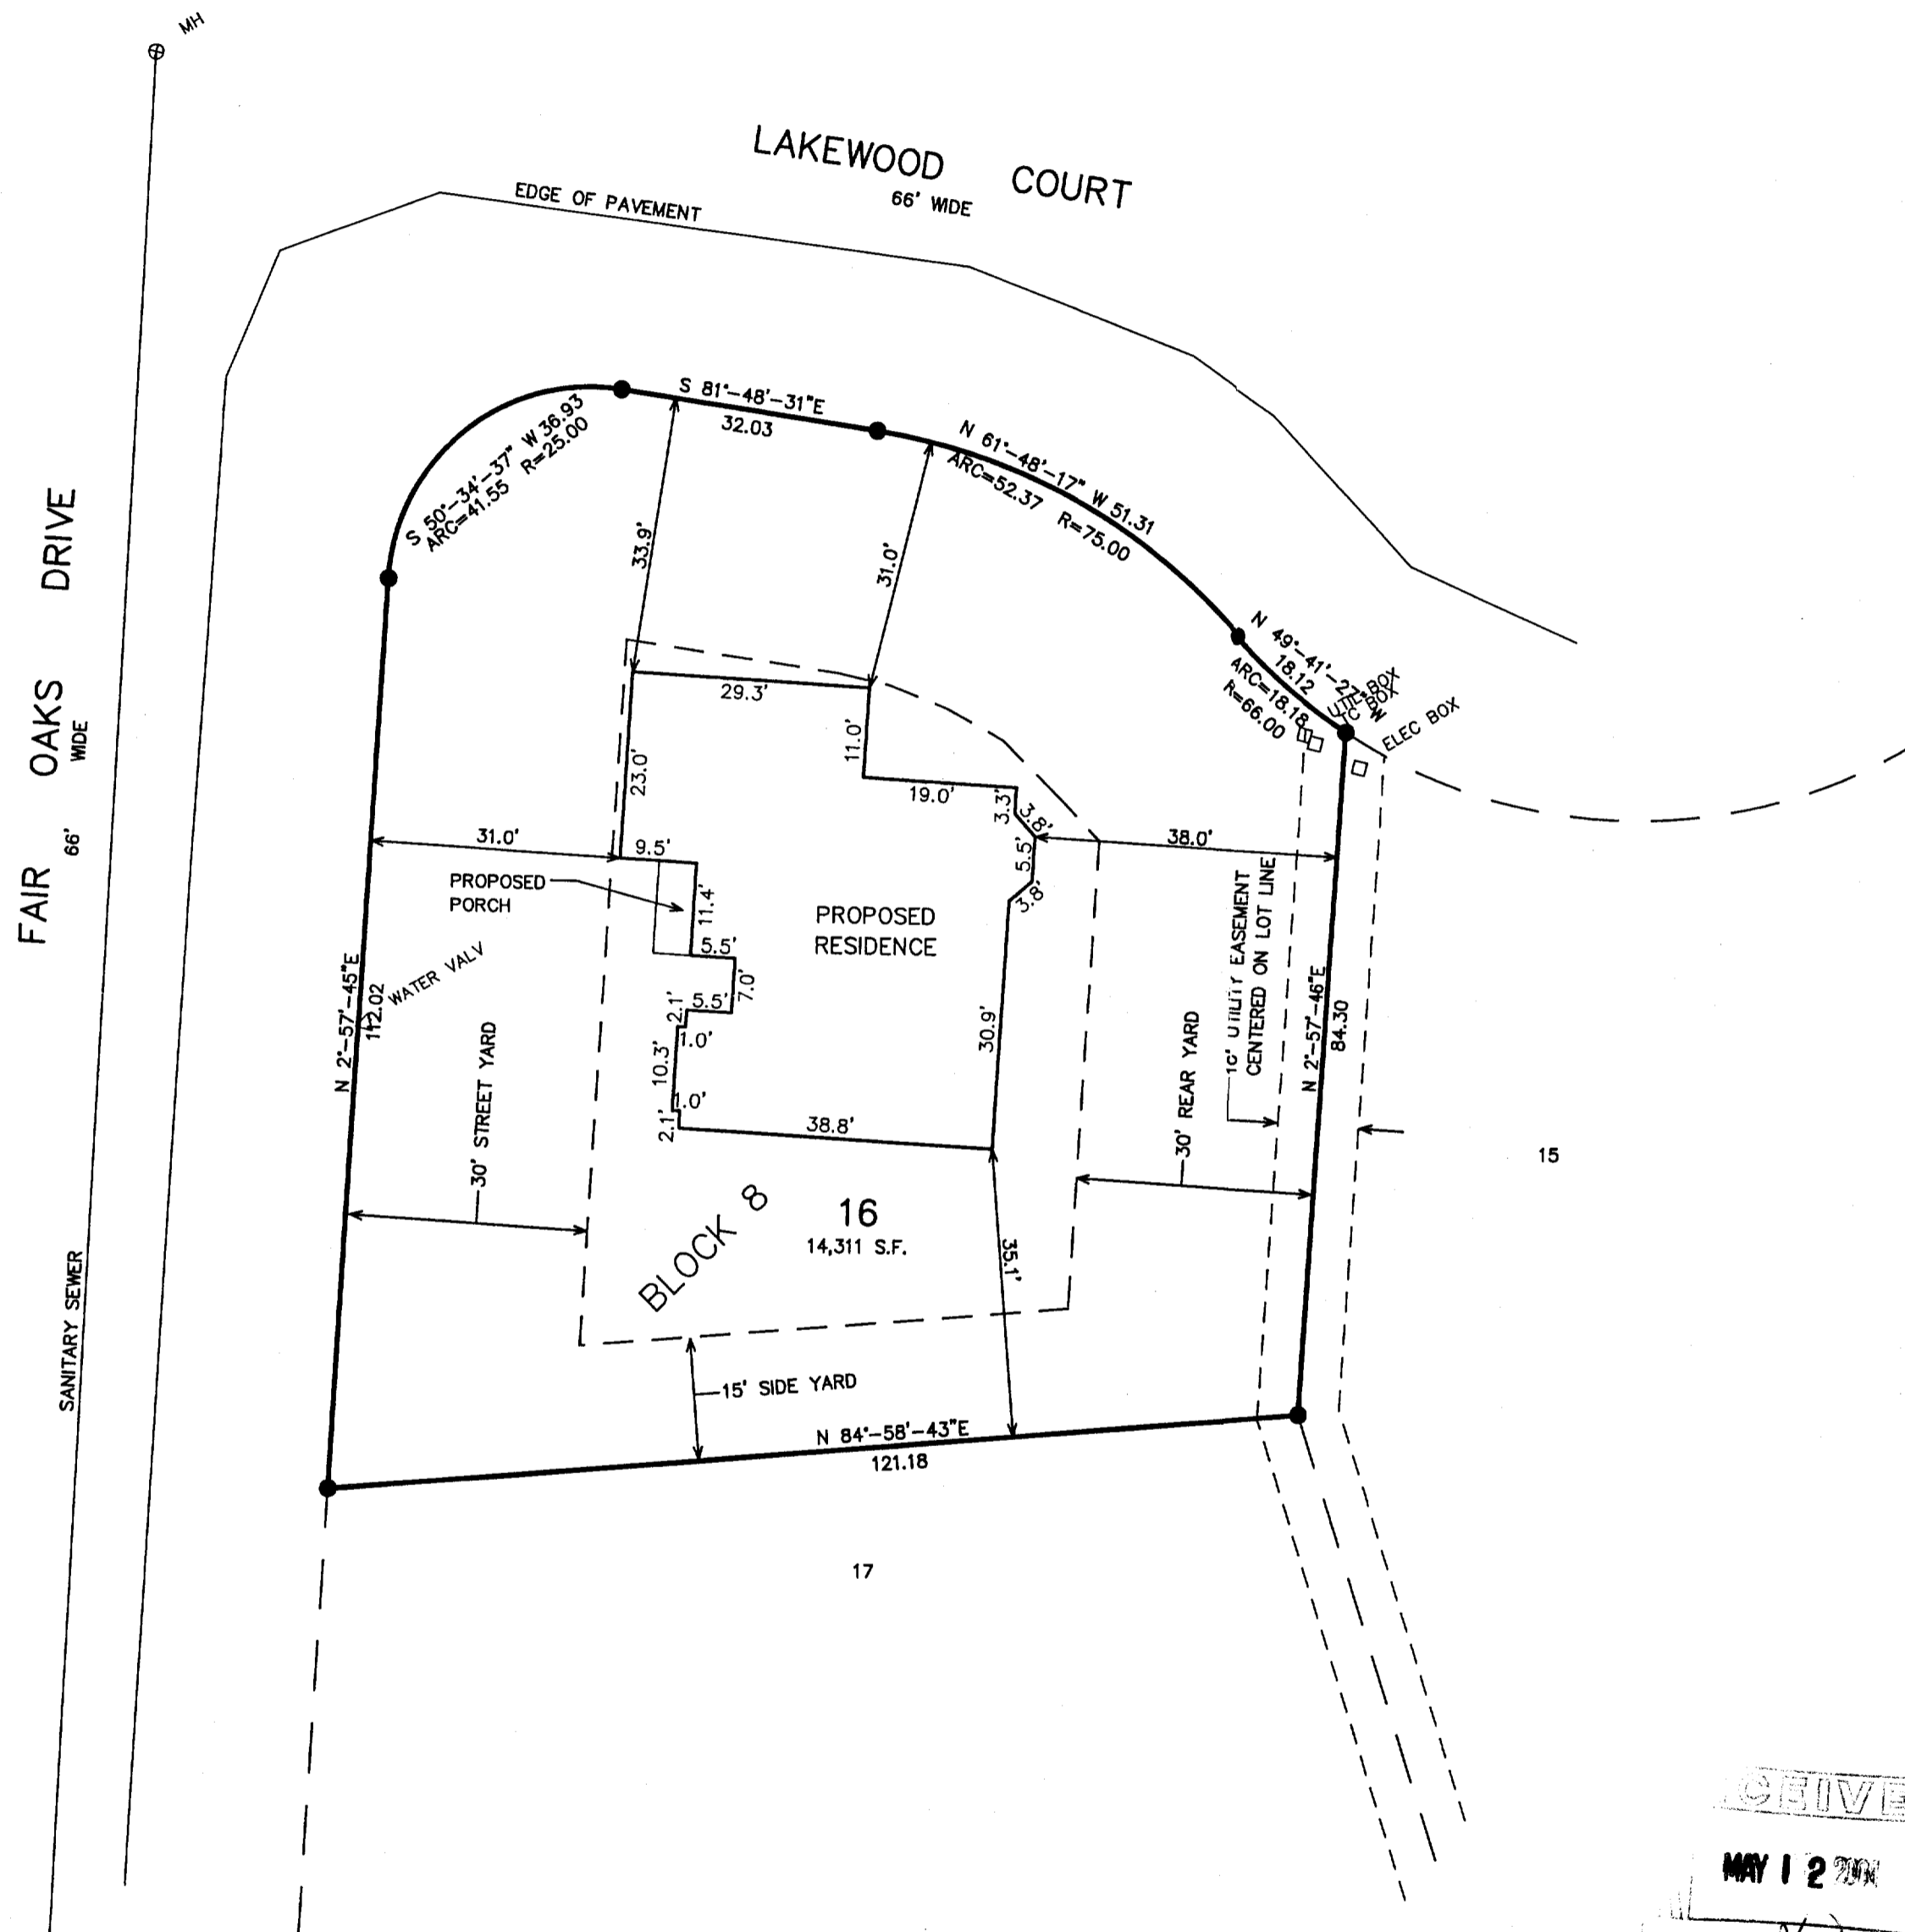 MH
LAKEWOOD COURT
66' WIDE
EDGE OF PAVEMENT
FAIR OAKS DRIVE
66' WIDE
SANITARY SEWER
S 81°-48'-31"E
32.03
S 50°-34'-37" W 36.93
ARC=41.55 R=25.00
N 61°-48'-17" W 51.31
ARC=52.37 R=75.00
N 49°-41'-27" W
18.12
ARC=18.18
R=66.00
UTIL BOX
TC BOX
ELEC BOX
33.9'
31.0'
29.3'
11.0'
23.0'
19.0'
3.3'
3.8'
5.5'
3.8'
38.0'
31.0'
9.5'
PROPOSED
PORCH
11.4'
5.5'
7.0'
5.5'
2.1'
1.0'
10.3'
1.0'
2.1'
38.8'
30.9'
PROPOSED
RESIDENCE
N 2°-57'-45"E
112.02
WATER VALV
30' STREET YARD
30' REAR YARD
10' UTILITY EASEMENT
CENTERED ON LOT LINE
N 2°-57'-46"E
84.30
15
BLOCK 8
16
14,311 S.F.
35.1'
15' SIDE YARD
N 84°-58'-43"E
121.18
17
CEIVE
MAY 12